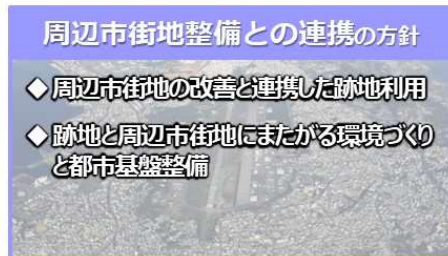 周辺市街地整備との連携の方針
◆周辺市街地の改善と連携した跡地利用
◆跡地と周辺市街地にまたがる環境づくり
と都市基盤整備